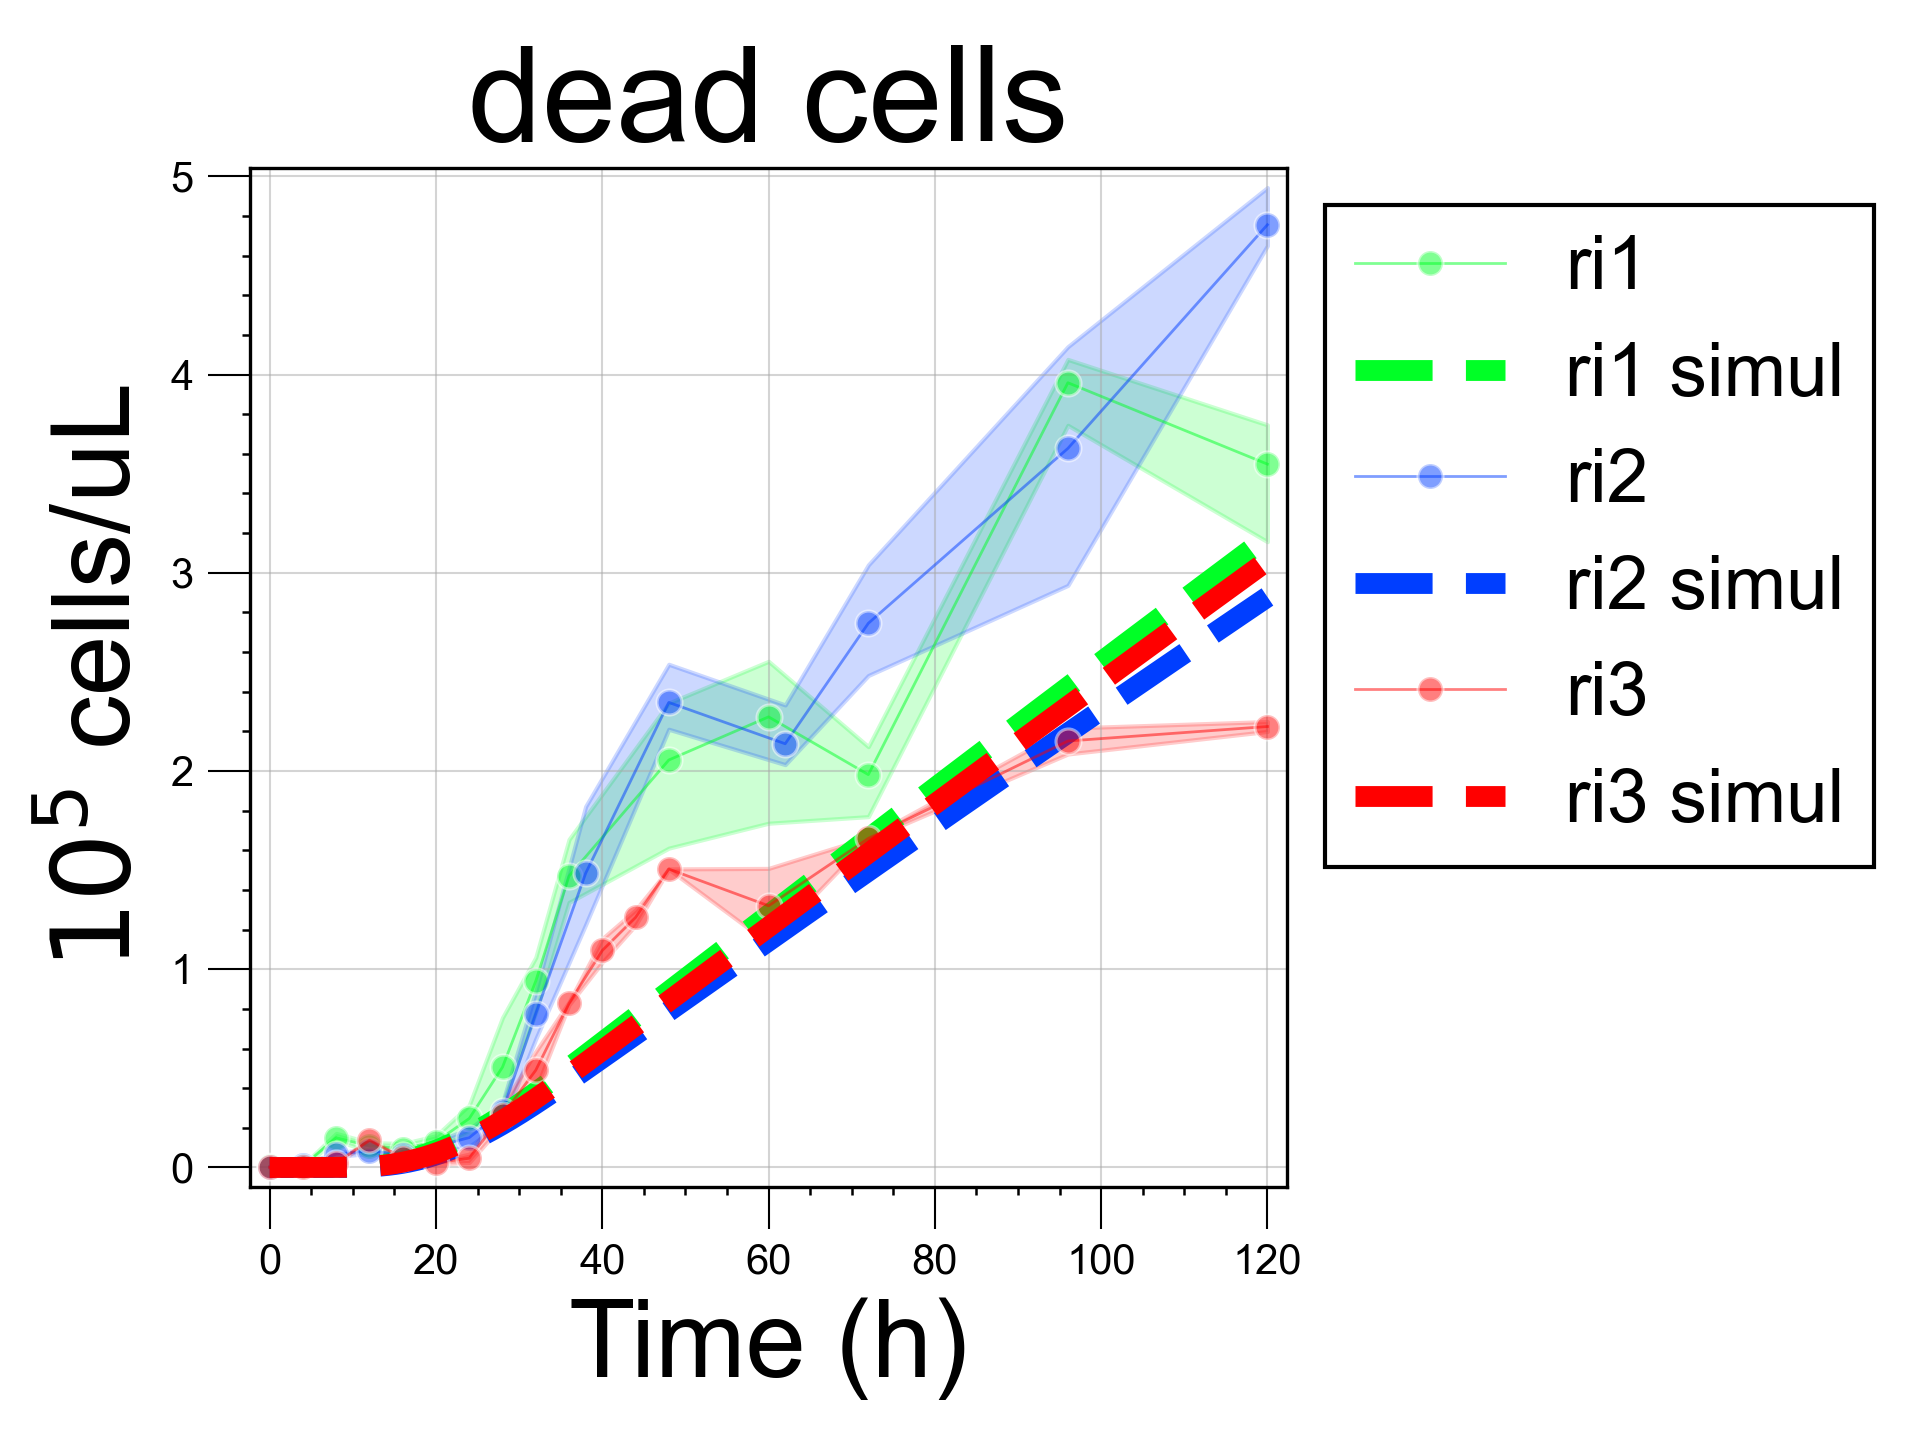 dead cells
10⁵ cells/uL
5
4
3
2
1
0
0 20 40 60 80 100 120
Time (h)
ri1
ri1 simul
ri2
ri2 simul
ri3
ri3 simul